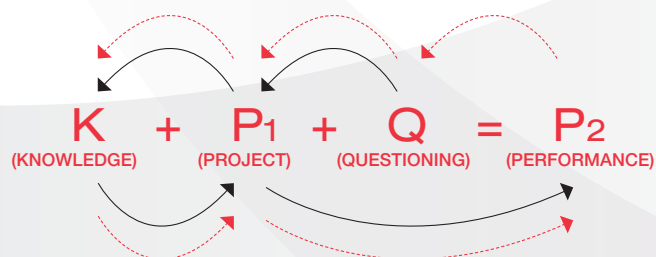 K + P1 + Q = P2
(KNOWLEDGE) (PROJECT) (QUESTIONING) (PERFORMANCE)